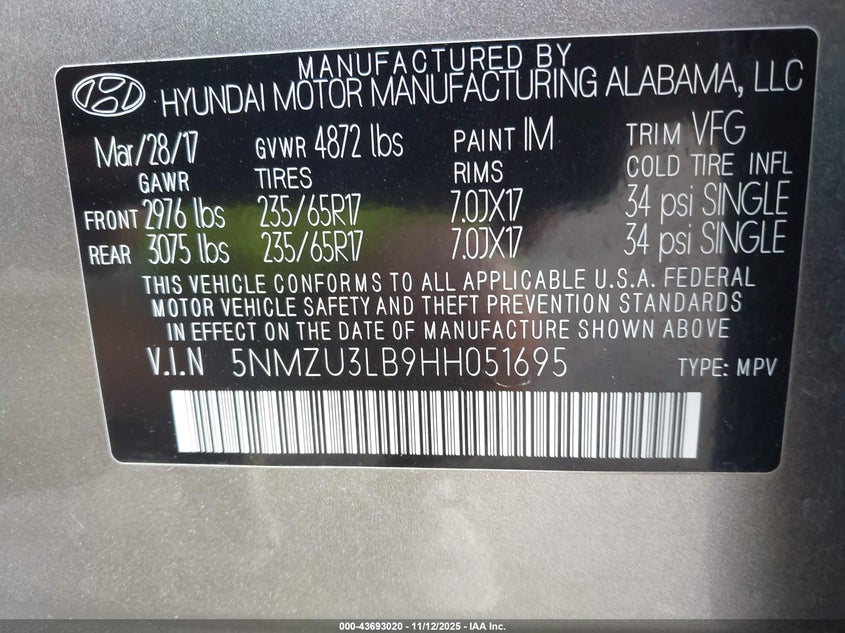 MANUFACTURED BY
HYUNDAI MOTOR MANUFACTURING ALABAMA, LLC
Mar/28/17 GVWR 4872 lbs PAINT IM TRIM VFG
GAWR TIRES RIMS COLD TIRE INFL
FRONT 2976 lbs 235/65R17 7.0JX17 34 psi SINGLE
REAR 3075 lbs 235/65R17 7.0JX17 34 psi SINGLE
THIS VEHICLE CONFORMS TO ALL APPLICABLE U.S.A. FEDERAL
MOTOR VEHICLE SAFETY AND THEFT PREVENTION STANDARDS
IN EFFECT ON THE DATE OF MANUFACTURE SHOWN ABOVE
V.I.N 5NMZU3LB9HH051695 TYPE: MPV
000-43693020 - 11/12/2025 - IAA Inc.